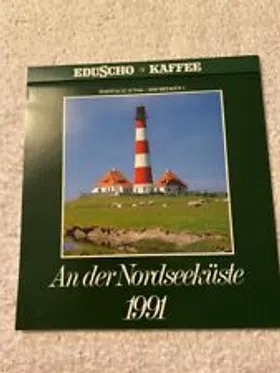 EDUSCHO KAFFEE
An der Nordseeküste
1991